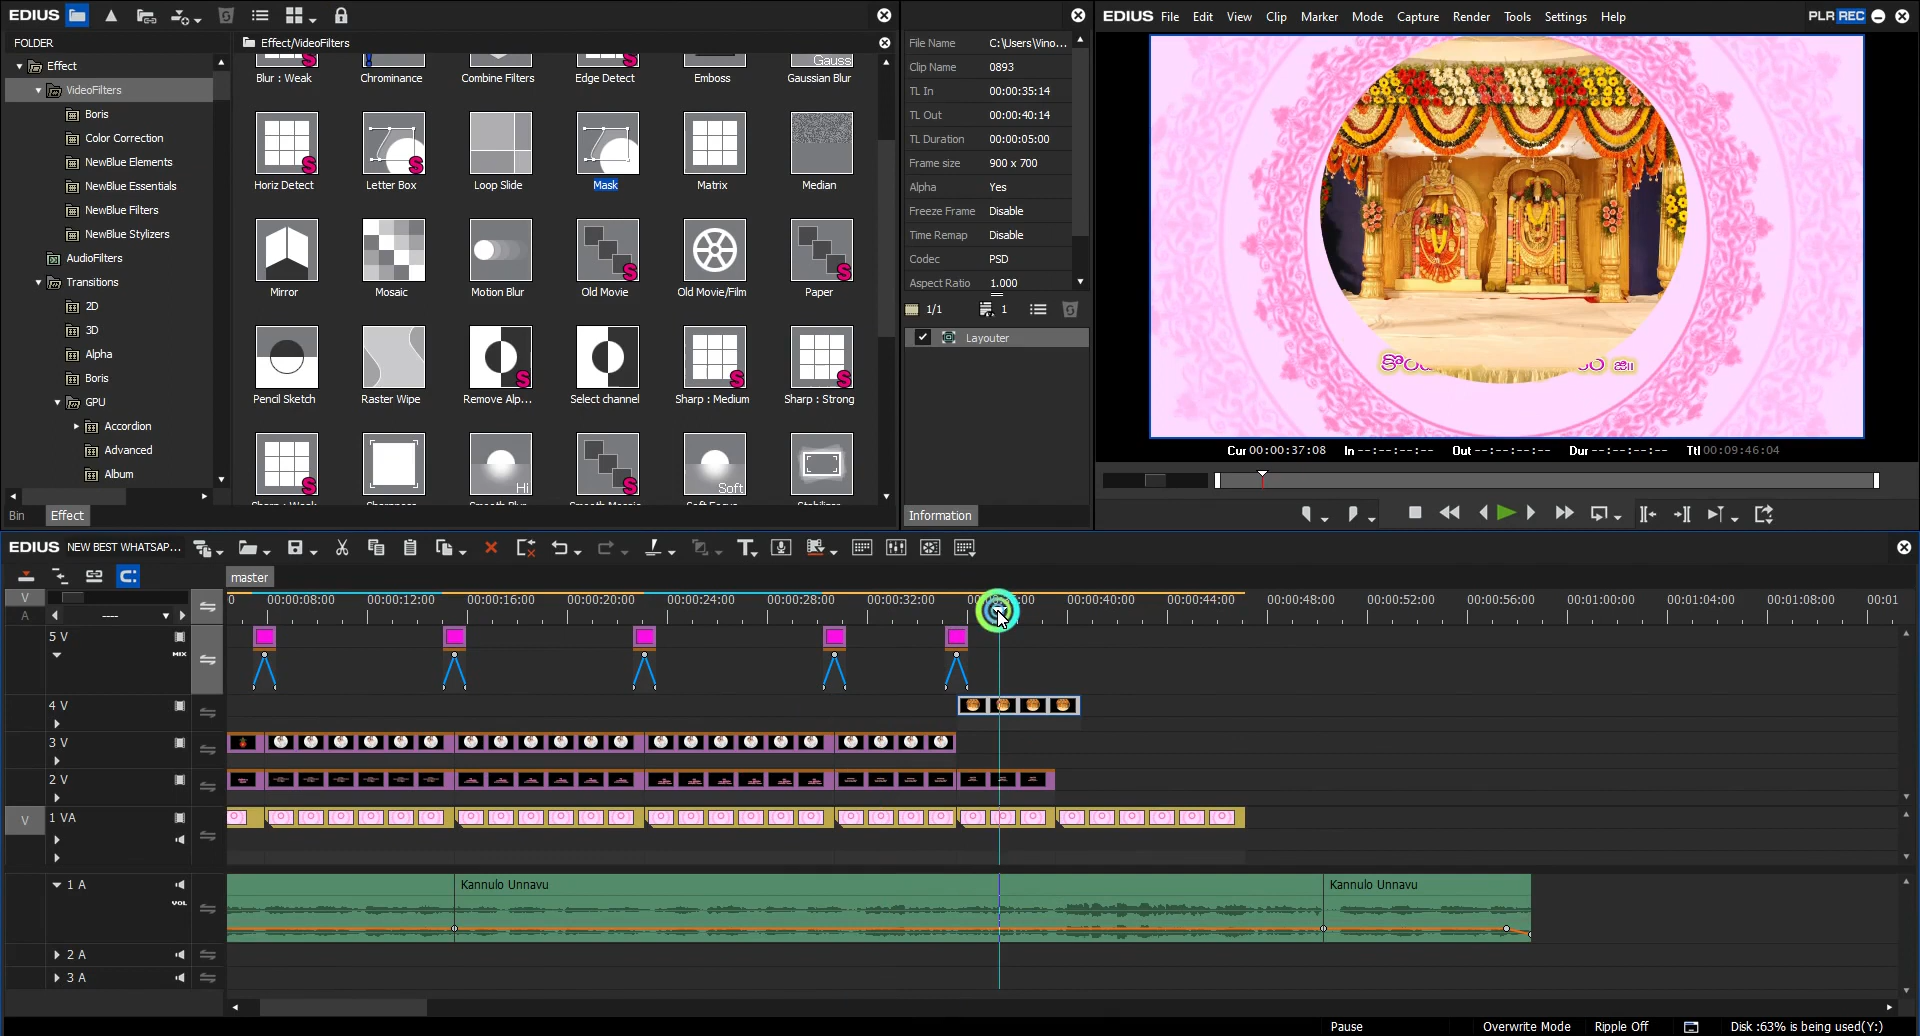 EDIUS
FOLDER
Effect
VideoFilters
Boris
Color Correction
NewBlue Elements
NewBlue Essentials
NewBlue Filters
NewBlue Stylizers
AudioFilters
Transitions
2D
3D
Alpha
Boris
GPU
Accordion
Advanced
Album
Bin Effect
Effect/VideoFilters
Gauss
Blur : Weak Chrominance Combine Filters Edge Detect Emboss Gaussian Blur
Horiz Detect Letter Box Loop Slide Mask Matrix Median
Mirror Mosaic Motion Blur Old Movie Old Movie/Film Paper
Pencil Sketch Raster Wipe Remove Alp... Select channel Sharp : Medium Sharp : Strong
Hi Soft
File Name C:\Users\Vino...
Clip Name 0893
TL In 00:00:35:14
TL Out 00:00:40:14
TL Duration 00:00:05:00
Frame size 900 x 700
Alpha Yes
Freeze Frame Disable
Time Remap Disable
Codec PSD
Aspect Ratio 1.000
1/1 1
Layouter
Information
EDIUS File Edit View Clip Marker Mode Capture Render Tools Settings Help PLR REC
Cur 00:00:37:08 In --:--:--:-- Out --:--:--:-- Dur --:--:--:-- Ttl 00:09:46:04
EDIUS NEW BEST WHATSAP...
master
V
A ----
0 00:00:08:00 00:00:12:00 00:00:16:00 00:00:20:00 00:00:24:00 00:00:28:00 00:00:32:00 00:00:40:00 00:00:44:00 00:00:48:00 00:00:52:00 00:00:56:00 00:01:00:00 00:01:04:00 00:01:08:00 00:01
5 V
MIX
4 V
3 V
2 V
V 1 VA
1 A Kannulo Unnavu Kannulo Unnavu
VOL
2 A
3 A
Pause Overwrite Mode Ripple Off Disk :63% is being used(Y:)